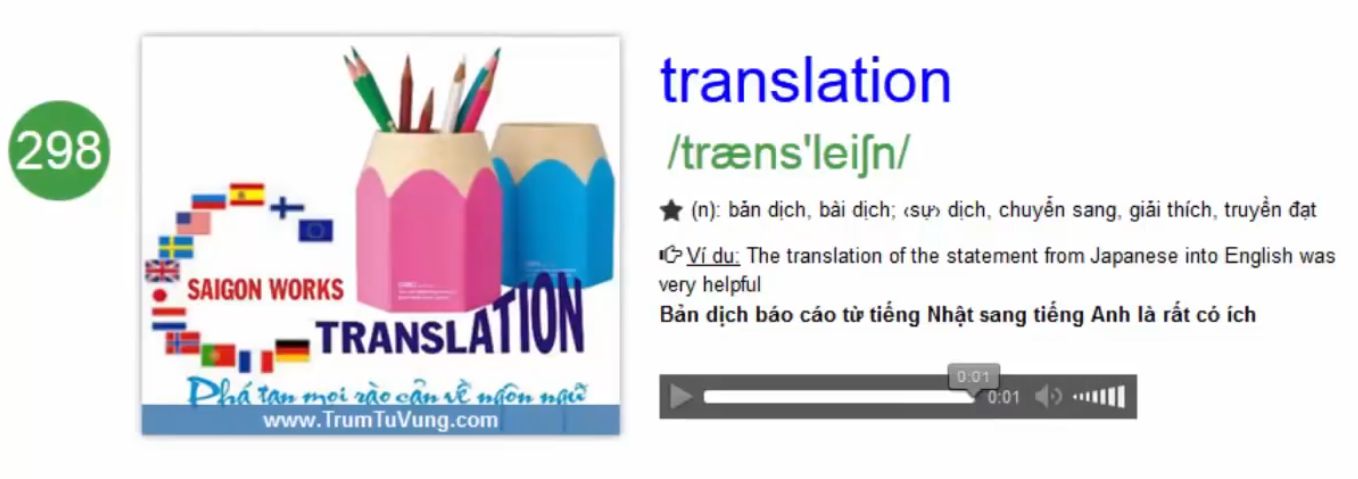 298
SAIGON WORKS
TRANSLATION
Phá tan mọi rào cản về ngôn ngữ
www.TrumTuVung.com
translation
/træns'leiʃn/
★ (n): bản dịch, bài dịch; ‹sự› dịch, chuyển sang, giải thích, truyền đạt
Ví dụ: The translation of the statement from Japanese into English was
very helpful
Bản dịch báo cáo từ tiếng Nhật sang tiếng Anh là rất có ích
0:01
0:01